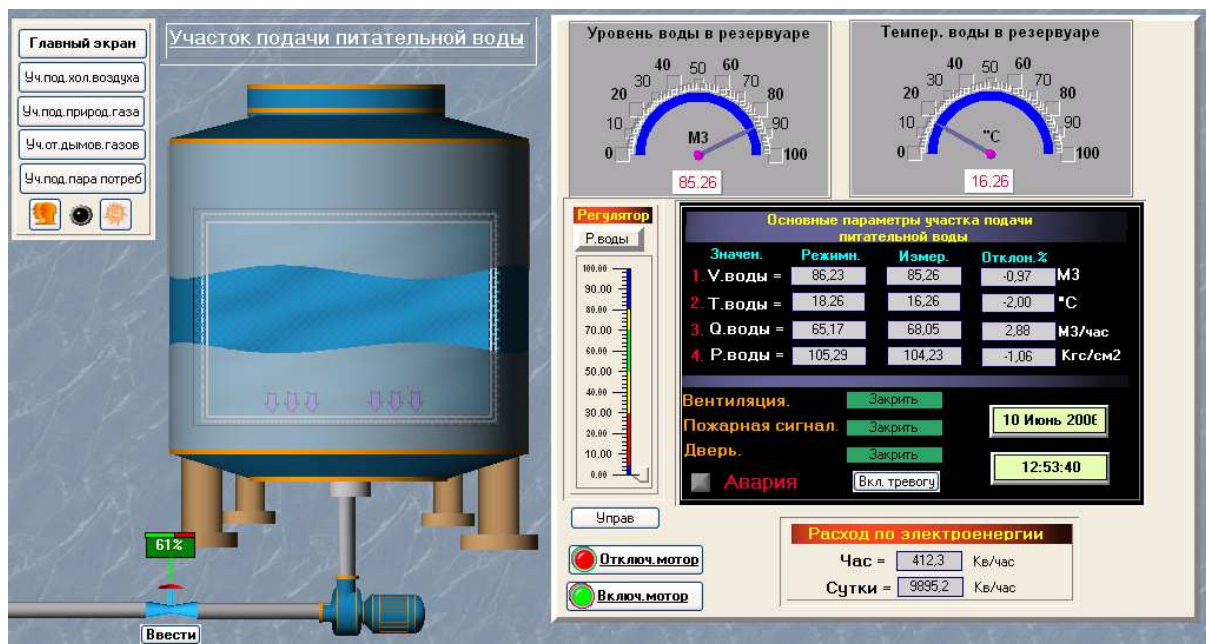 Главный экран
Уч.под.хол.воздуха
Уч.под.природ.газа
Уч.от.дымов.газов
Уч.под.пара потреб
Участок подачи питательной воды
61%
Ввести
Уровень воды в резервуаре
0 10 20 30 40 50 60 70 80 90 100
М3
85.26
Темпер. воды в резервуаре
0 10 20 30 40 50 60 70 80 90 100
°С
16.26
Регулятор
Р.воды
100.00
90.00
80.00
70.00
60.00
50.00
40.00
30.00
20.00
10.00
0.00
Основные параметры участка подачи
питательной воды
Значен. Режимн. Измер. Отклон.%
1. V.воды = 86,23 85,26 -0,97 М3
2. Т.воды = 18,26 16,26 -2,00 °С
3. Q.воды = 65,17 68,05 2,88 М3/час
4. Р.воды = 105,29 104,23 -1,06 Кгс/см2
Вентиляция. Закрить
Пожарная сигнал. Закрить
Дверь. Закрить
Авария Вкл. тревогу
10 Июнь 2006
12:53:40
Управ
Отключ.мотор
Включ.мотор
Расход по электроенергии
Час = 412,3 Кв/час
Сутки = 9895,2 Кв/час